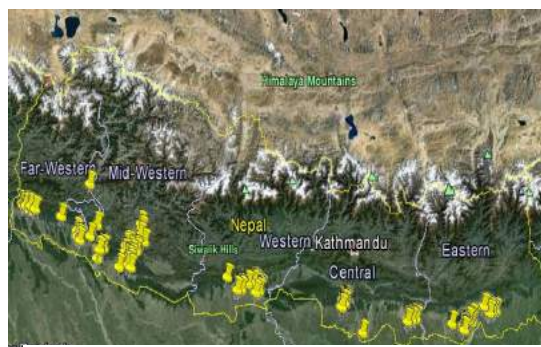 Himalaya Mountains
Far-Western
Mid-Western
Nepal
Siwalik Hills
Western
Kathmandu
Central
Eastern